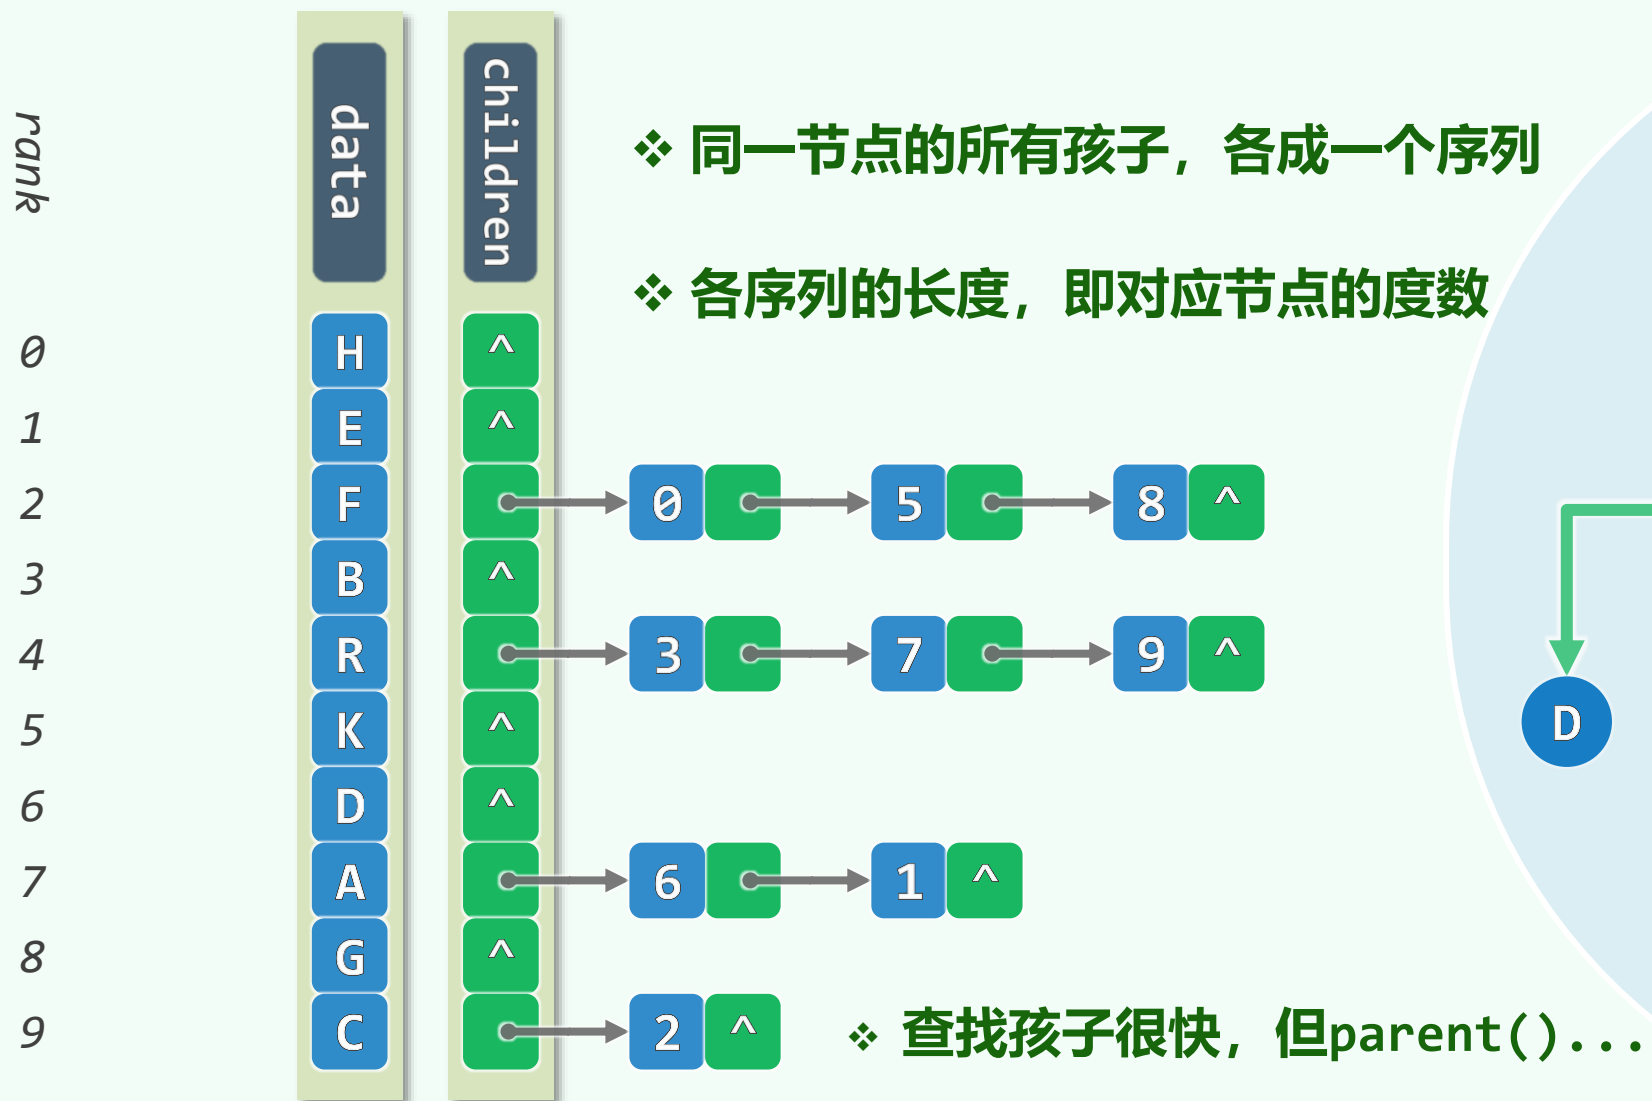 rank
data
children
❖ 同一节点的所有孩子，各成一个序列
❖ 各序列的长度，即对应节点的度数
0 H ^
1 E ^
2 F 0 5 8 ^
3 B ^
4 R 3 7 9 ^
5 K ^
6 D ^
D
7 A 6 1 ^
8 G ^
9 C 2 ^
❖ 查找孩子很快，但parent()...